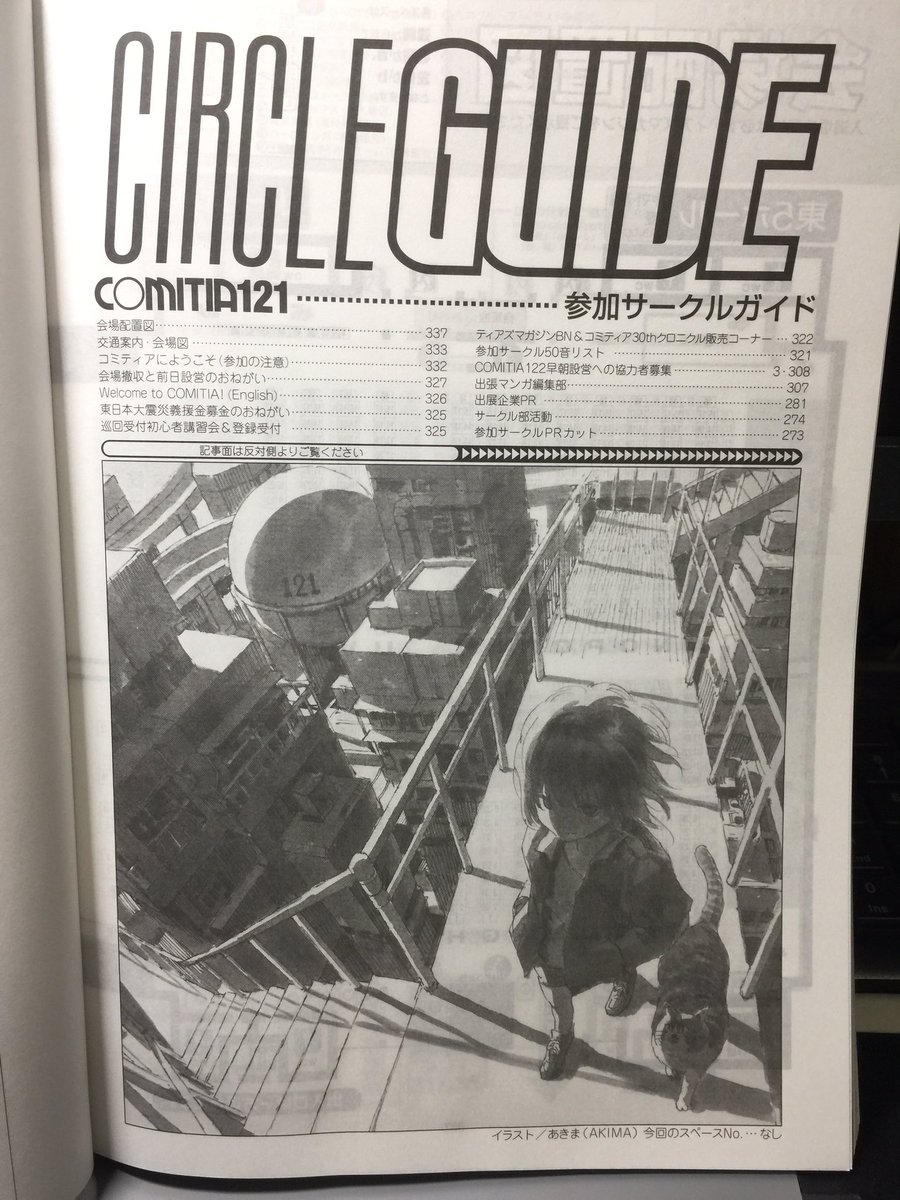 CIRCLE GUIDE
COMITIA121 ………………………… 参加サークルガイド
会場配置図 ………………………… 337
交通案内・会場図 ………………………… 333
コミティアにようこそ(参加の注意) ………………………… 332
会場撤収と前日設営のおねがい ………………………… 327
Welcome to COMITIA! (English) ………………………… 326
東日本大震災義援金募金のおねがい ………………………… 325
巡回受付初心者講習会&登録受付 ………………………… 325
ティアズマガジンBN&コミティア30thクロニクル販売コーナー … 322
参加サークル50音リスト ………………………… 321
COMITIA122早朝設営への協力者募集 ………………………… 3・308
出張マンガ編集部 ………………………… 307
出展企業PR ………………………… 281
サークル部活動 ………………………… 274
参加サークルPRカット ………………………… 273
記事面は反対側よりご覧ください
121
イラスト/あきま(AKIMA) 今回のスペースNo.…なし